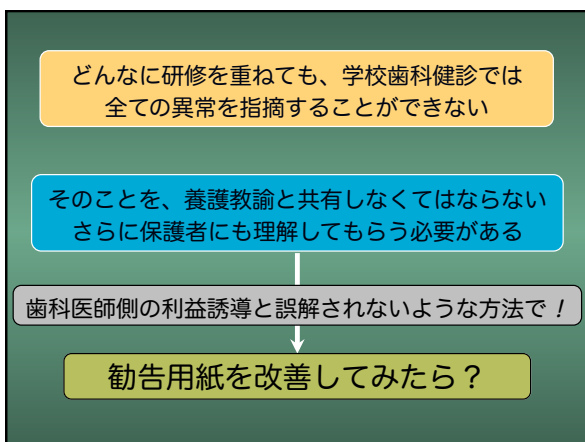 どんなに研修を重ねても、学校歯科健診では
全ての異常を指摘することができない
そのことを、養護教諭と共有しなくてはならない
さらに保護者にも理解してもらう必要がある
歯科医師側の利益誘導と誤解されないような方法で！
勧告用紙を改善してみたら？